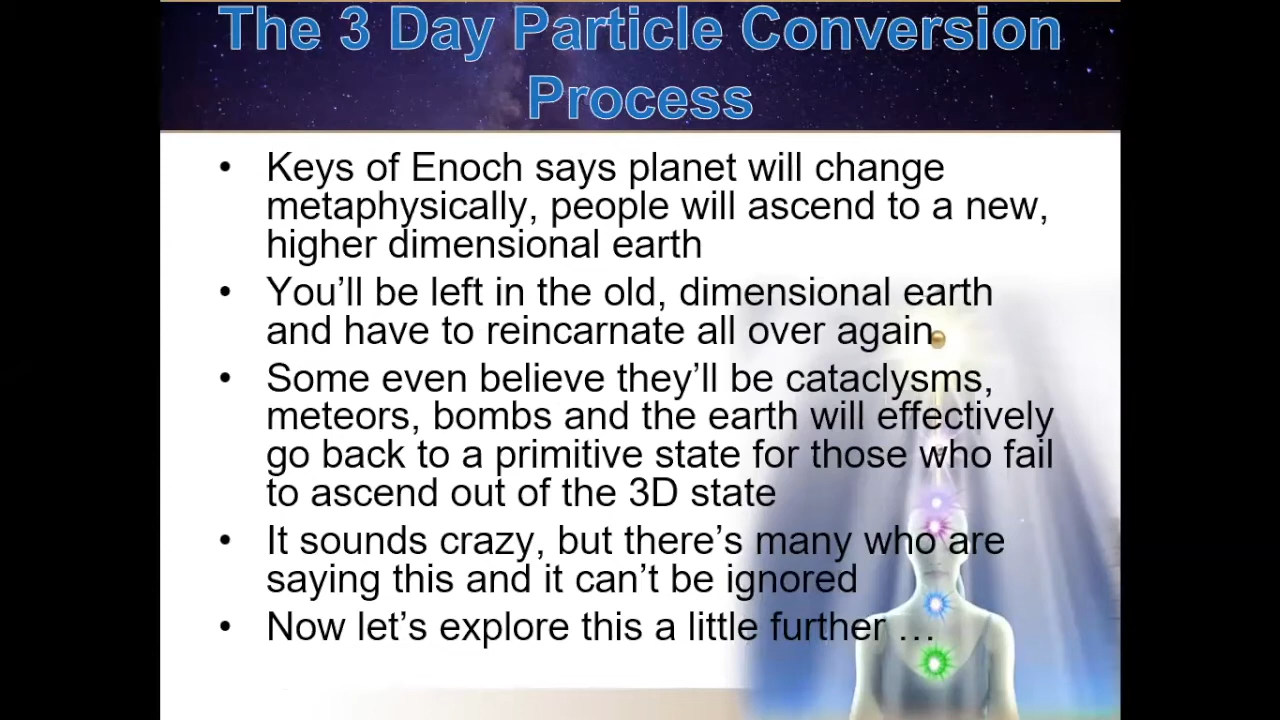 The 3 Day Particle Conversion
Process
• Keys of Enoch says planet will change
metaphysically, people will ascend to a new,
higher dimensional earth
• You’ll be left in the old, dimensional earth
and have to reincarnate all over again
• Some even believe they’ll be cataclysms,
meteors, bombs and the earth will effectively
go back to a primitive state for those who fail
to ascend out of the 3D state
• It sounds crazy, but there’s many who are
saying this and it can’t be ignored
• Now let’s explore this a little further …